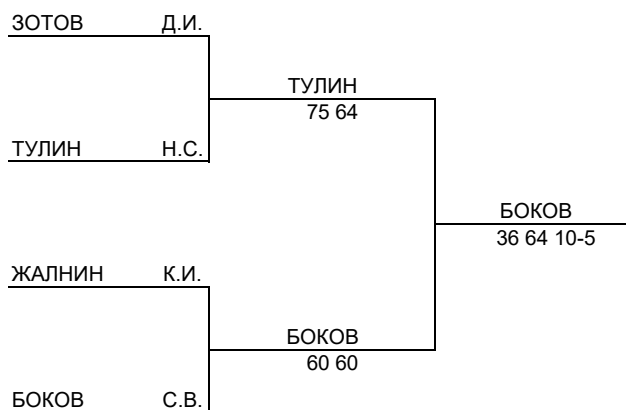 ЗОТОВ Д.И.
ТУЛИН
75 64
ТУЛИН Н.С.
БОКОВ
36 64 10-5
ЖАЛНИН К.И.
БОКОВ
60 60
БОКОВ С.В.